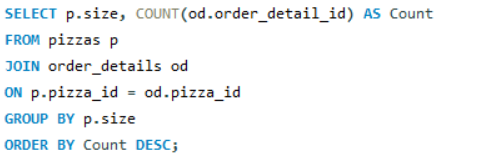 SELECT p.size, COUNT(od.order_detail_id) AS Count
FROM pizzas p
JOIN order_details od
ON p.pizza_id = od.pizza_id
GROUP BY p.size
ORDER BY Count DESC;